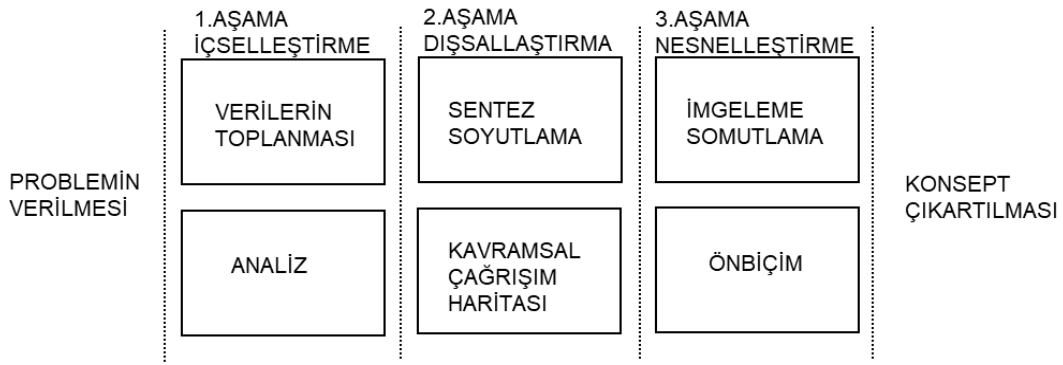 PROBLEMİN
VERİLMESİ
1.AŞAMA
İÇSELLEŞTİRME
VERİLERİN
TOPLANMASI
ANALİZ
2.AŞAMA
DIŞSALLAŞTIRMA
SENTEZ
SOYUTLAMA
KAVRAMSAL
ÇAĞRIŞIM
HARİTASI
3.AŞAMA
NESNELLEŞTİRME
İMGELEME
SOMUTLAMA
ÖNBİÇİM
KONSEPT
ÇIKARTILMASI